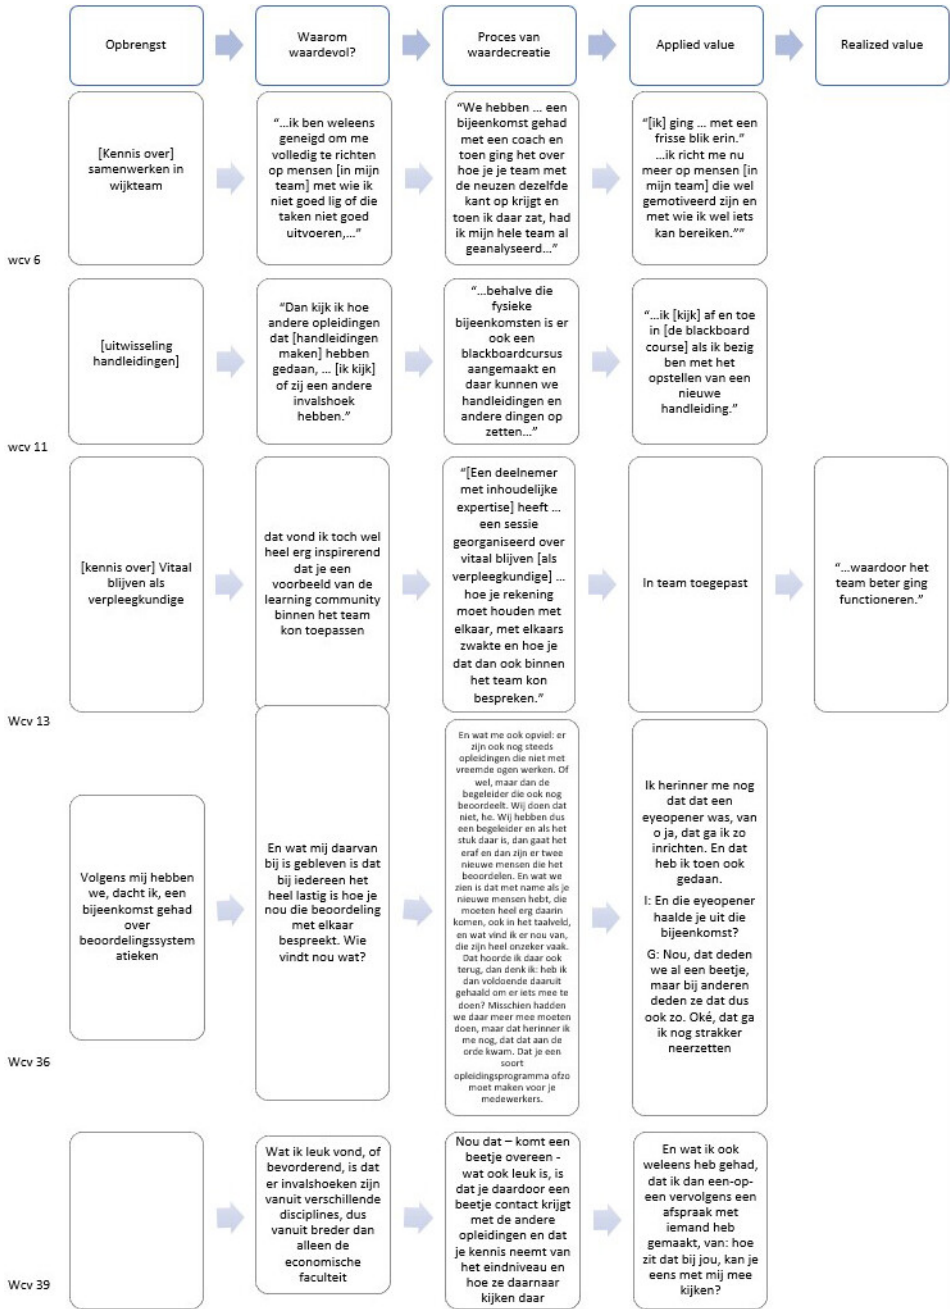 Opbrengst
Waarom
waardevol?
Proces van
waardecreatie
Applied value
Realized value
[Kennis over]
samenwerken in
wijkteam
“...ik ben weleens
geneigd om me
volledig te richten
op mensen [in mijn
team] met wie ik
niet goed lig of die
taken niet goed
uitvoeren,...”
“We hebben ... een
bijeenkomst gehad
met een coach en
toen ging het over
hoe je je team met
de neuzen dezelfde
kant op krijgt en
toen ik daar zat, had
ik mijn hele team al
geanalyseerd...”
“[ik] ging ... met een
frisse blik erin.”
...ik richt me nu
meer op mensen [in
mijn team] die wel
gemotiveerd zijn en
met wie ik wel iets
kan bereiken.””
wcv 6
[uitwisseling
handleidingen]
“Dan kijk ik hoe
andere opleidingen
dat [handleidingen
maken] hebben
gedaan, ... [ik kijk]
of zij een andere
invalshoek
hebben.”
“...behalve die
fysieke
bijeenkomsten is er
ook een
blackboardcursus
aangemaakt en
daar kunnen we
handleidingen en
andere dingen op
zetten...”
“...ik [kijk] af en toe
in [de blackboard
course] als ik bezig
ben met het
opstellen van een
nieuwe
handleiding.”
wcv 11
[kennis over] Vitaal
blijven als
verpleegkundige
dat vond ik toch wel
heel erg inspirerend
dat je een
voorbeeld van de
learning community
binnen het team
kon toepassen
“[Een deelnemer
met inhoudelijke
expertise] heeft ...
een sessie
georganiseerd over
vitaal blijven [als
verpleegkundige] ...
hoe je rekening
moet houden met
elkaar, met elkaars
zwakte en hoe je
dat dan ook binnen
het team kon
bespreken.”
In team toegepast
“...waardoor het
team beter ging
functioneren.”
Wcv 13
Volgens mij hebben
we, dacht ik, een
bijeenkomst gehad
over
beoordelingssystem
atieken
En wat mij daarvan
bij is gebleven is dat
bij iedereen het
heel lastig is hoe je
nou die beoordeling
met elkaar
bespreekt. Wie
vindt nou wat?
En wat me ook opviel: er
zijn ook nog steeds
opleidingen die niet met
vreemde ogen werken. Of
wel, maar dan de
begeleider die ook nog
beoordeelt. Wij doen dat
niet, he. Wij hebben dus
een begeleider en als het
stuk daar is, dan gaat het
eraf en dan zijn er twee
nieuwe mensen die het
beoordelen. En wat we
zien is dat met name als je
nieuwe mensen hebt, die
moeten heel erg daarin
komen, ook in het taalveld,
en wat vind ik er nou van,
die zijn heel onzeker vaak.
Dat hoorde ik daar ook
terug, dan denk ik: heb ik
dan voldoende daaruit
gehaald om er iets mee te
doen? Misschien hadden
we daar meer mee moeten
doen, maar dat herinner ik
me nog, dat dat aan de
orde kwam. Dat je een
soort
opleidingsprogramma ofzo
moet maken voor je
medewerkers.
Ik herinner me nog
dat dat een
eyeopener was, van
o ja, dat ga ik zo
inrichten. En dat
heb ik toen ook
gedaan.
I: En die eyeopener
haalde je uit die
bijeenkomst?
G: Nou, dat deden
we al een beetje,
maar bij anderen
deden ze dat dus
ook zo. Oké, dat ga
ik nog strakker
neerzetten
Wcv 36
Wat ik leuk vond, of
bevorderend, is dat
er invalshoeken zijn
vanuit verschillende
disciplines, dus
vanuit breder dan
alleen de
economische
faculteit
Nou dat – komt een
beetje overeen -
wat ook leuk is, is
dat je daardoor een
beetje contact krijgt
met de andere
opleidingen en dat
je kennis neemt van
het eindniveau en
hoe ze daarnaar
kijken daar
En wat ik ook
weleens heb gehad,
dat ik dan een-op-
een vervolgens een
afspraak met
iemand heb
gemaakt, van: hoe
zit dat bij jou, kan je
eens met mij mee
kijken?
Wcv 39